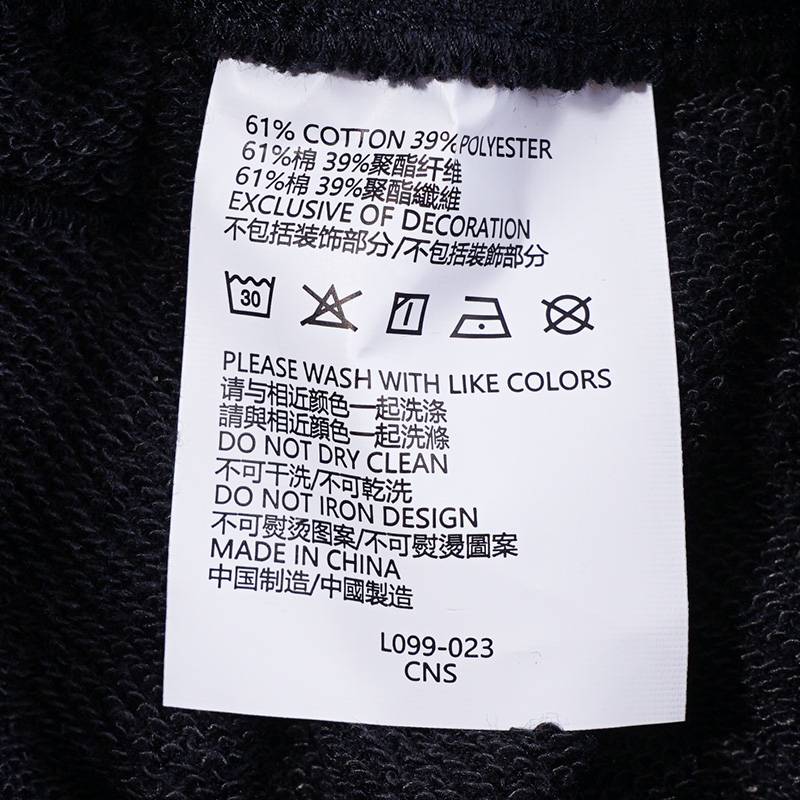 61% COTTON 39% POLYESTER
61%棉 39%聚酯纤维
61%棉 39%聚酯纖維
EXCLUSIVE OF DECORATION
不包括装饰部分/不包括裝飾部分
30
PLEASE WASH WITH LIKE COLORS
请与相近颜色一起洗涤
請與相近顏色一起洗滌
DO NOT DRY CLEAN
不可干洗/不可乾洗
DO NOT IRON DESIGN
不可熨烫图案/不可熨燙圖案
MADE IN CHINA
中国制造/中國製造
L099-023
CNS